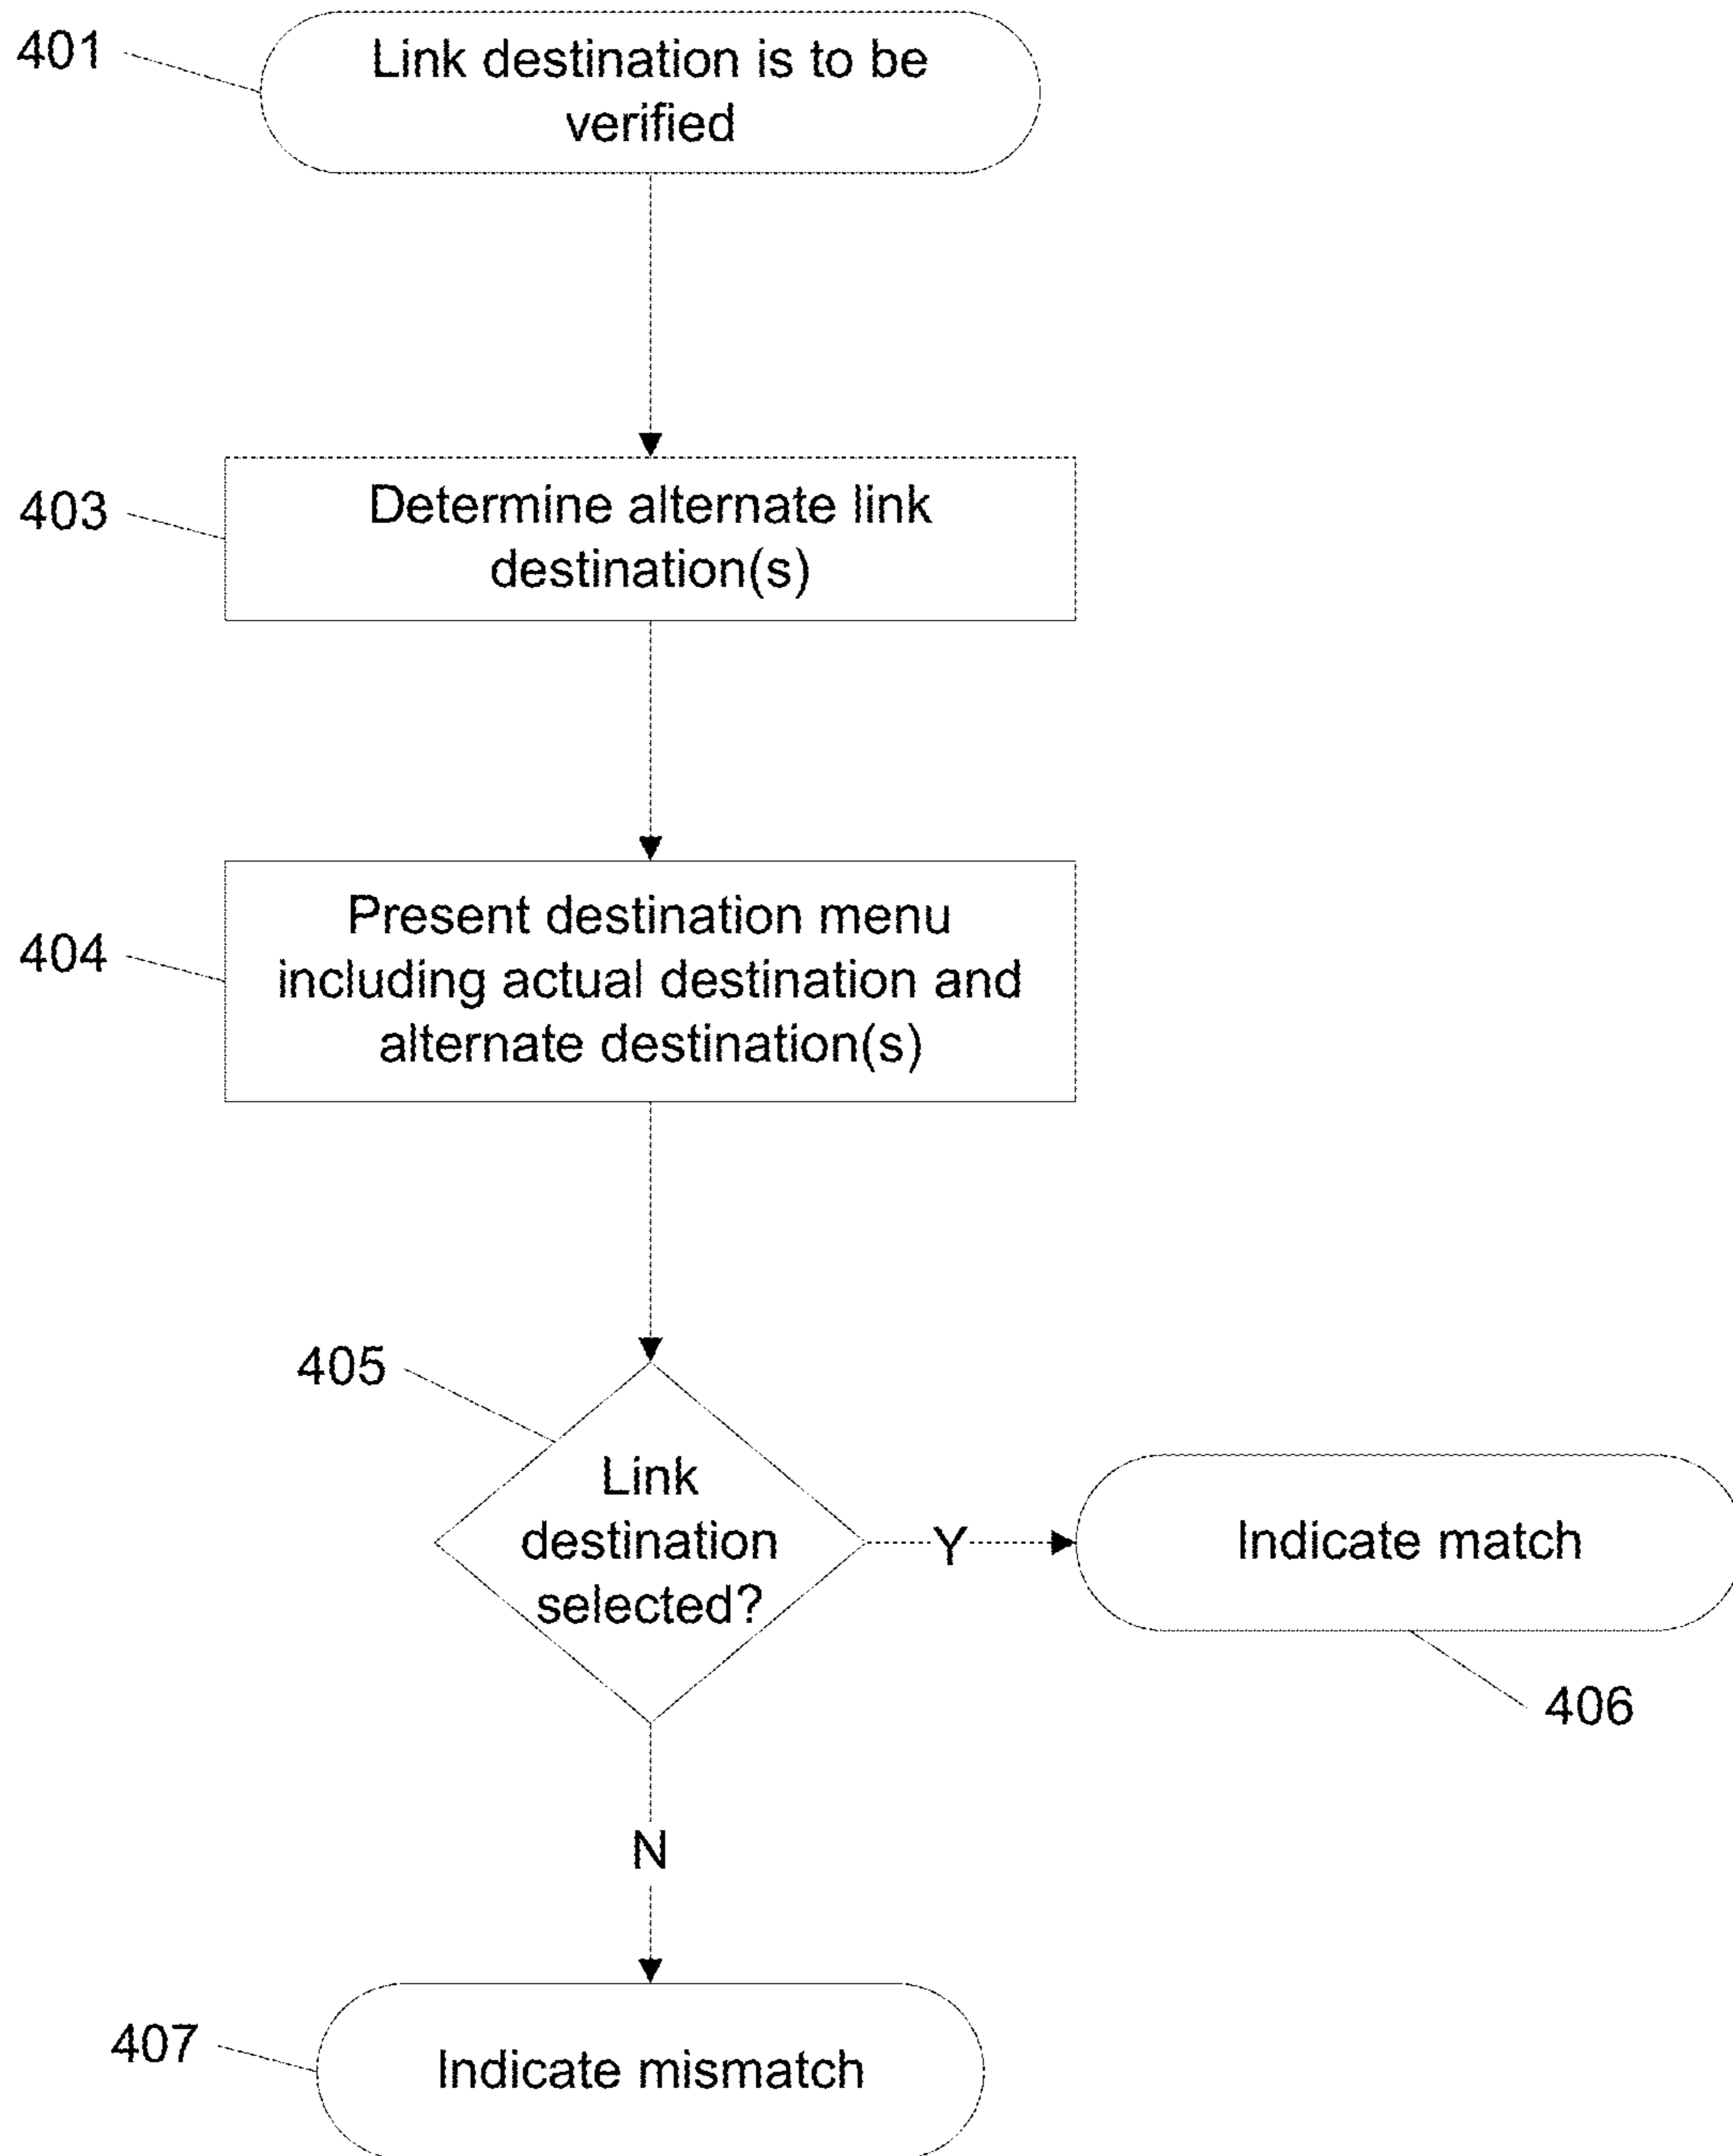 401
Link destination is to be
verified
403
Determine alternate link
destination(s)
404
Present destination menu
including actual destination and
alternate destination(s)
405
Link
destination
selected?
Y
Indicate match
406
N
407
Indicate mismatch